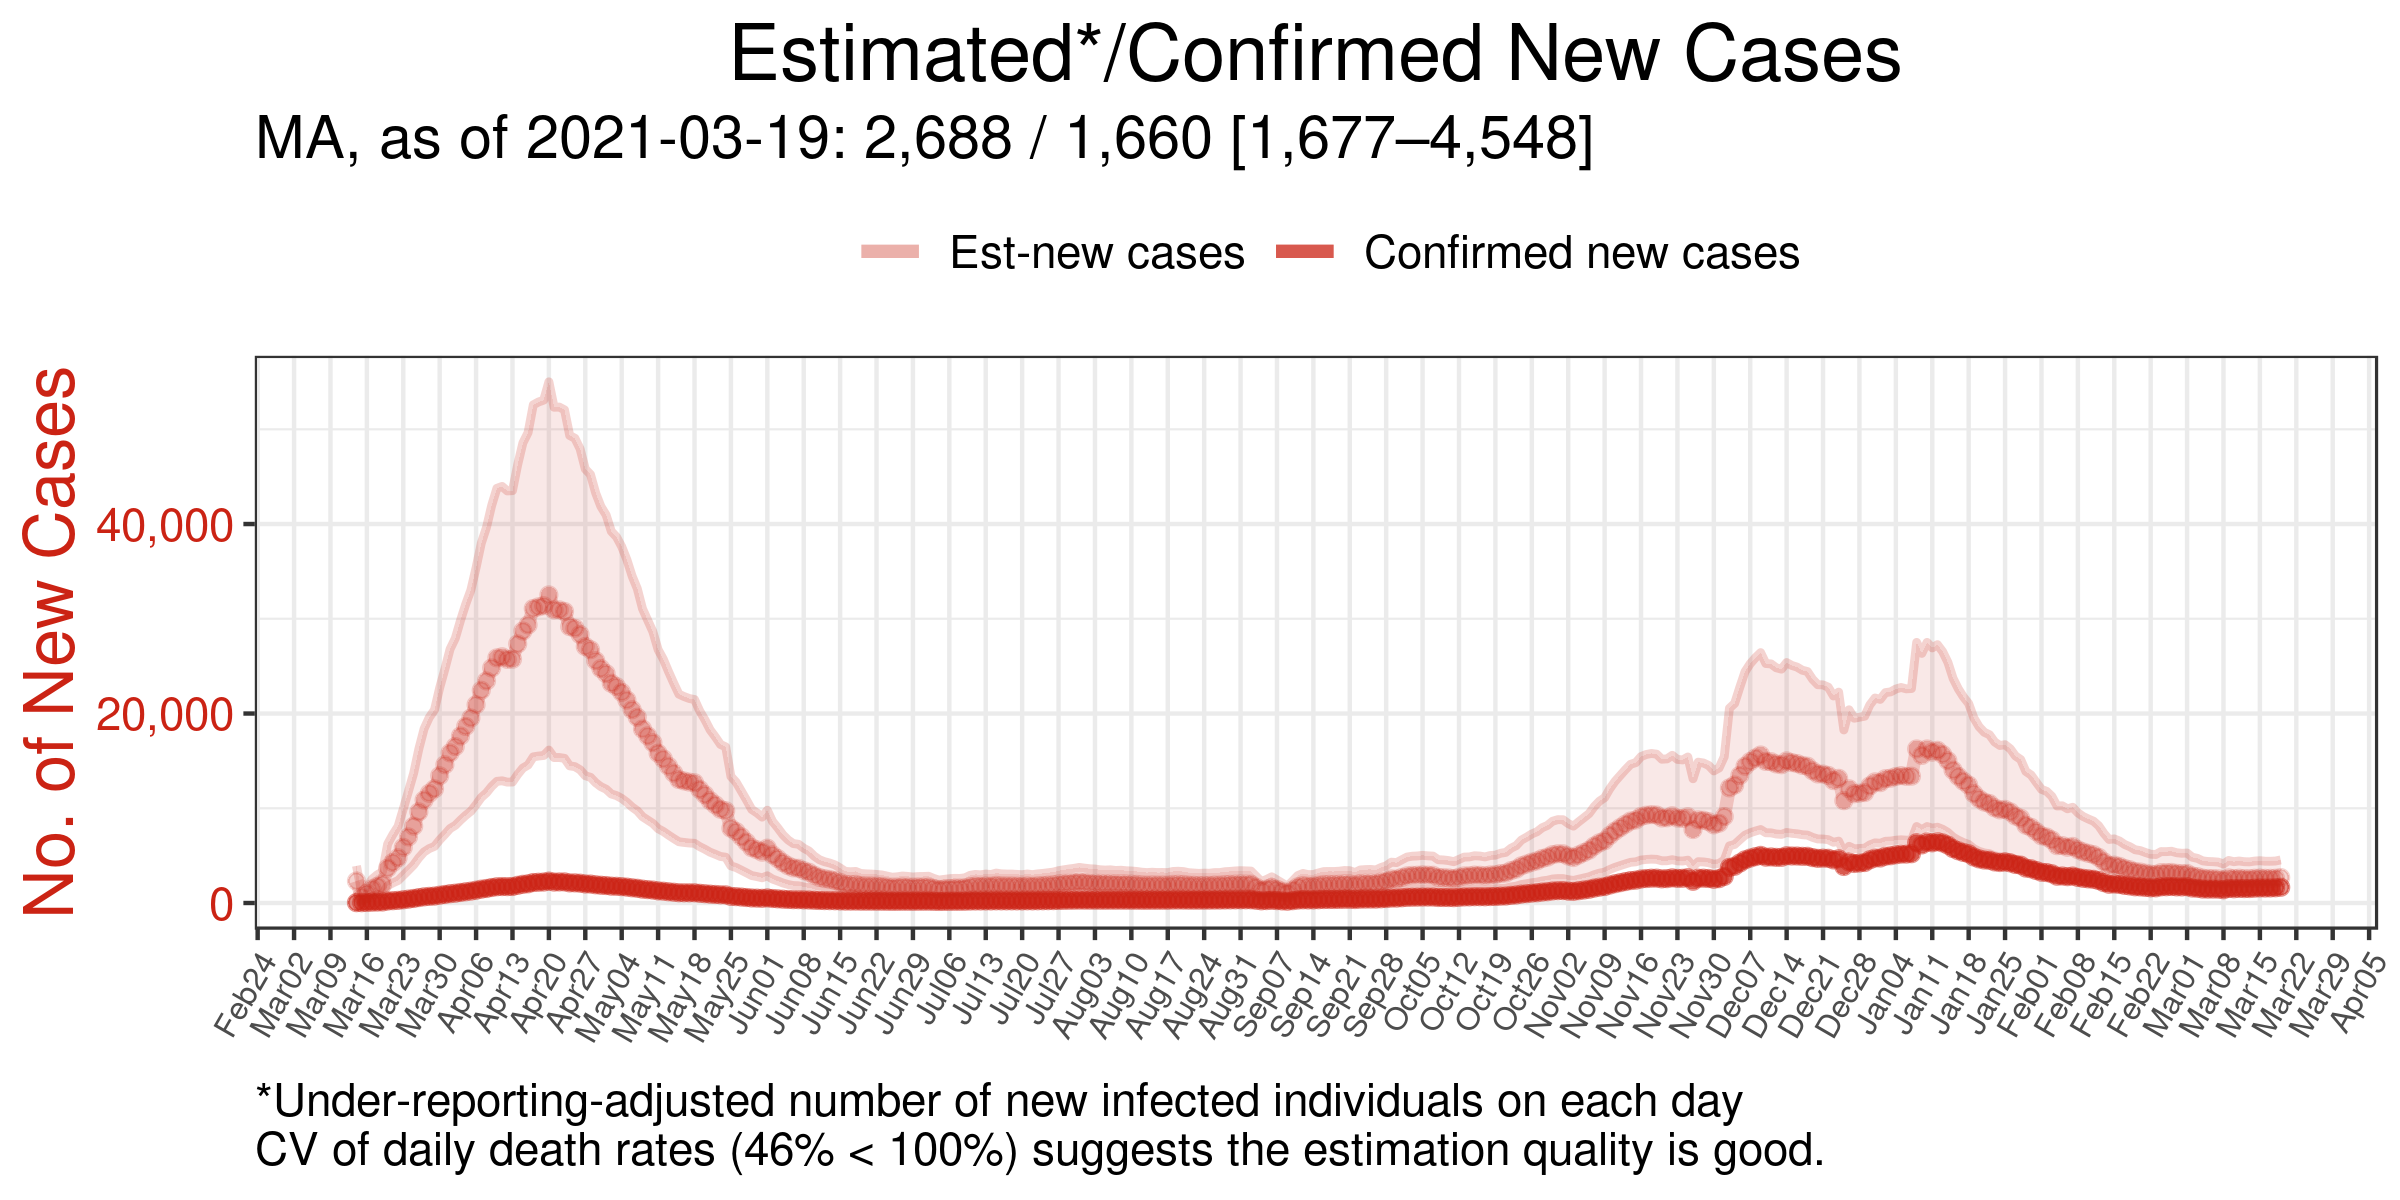 Estimated*/Confirmed New Cases
MA, as of 2021-03-19: 2,688 / 1,660 [1,677–4,548]
Est-new cases Confirmed new cases
No. of New Cases
40,000
20,000
0
Feb24 Mar02 Mar09 Mar16 Mar23 Mar30 Apr06 Apr13 Apr20 Apr27 May04 May11 May18 May25 Jun01 Jun08 Jun15 Jun22 Jun29 Jul06 Jul13 Jul20 Jul27 Aug03 Aug10 Aug17 Aug24 Aug31 Sep07 Sep14 Sep21 Sep28 Oct05 Oct12 Oct19 Oct26 Nov02 Nov09 Nov16 Nov23 Nov30 Dec07 Dec14 Dec21 Dec28 Jan04 Jan11 Jan18 Jan25 Feb01 Feb08 Feb15 Feb22 Mar01 Mar08 Mar15 Mar22 Mar29 Apr05
*Under-reporting-adjusted number of new infected individuals on each day
CV of daily death rates (46% < 100%) suggests the estimation quality is good.